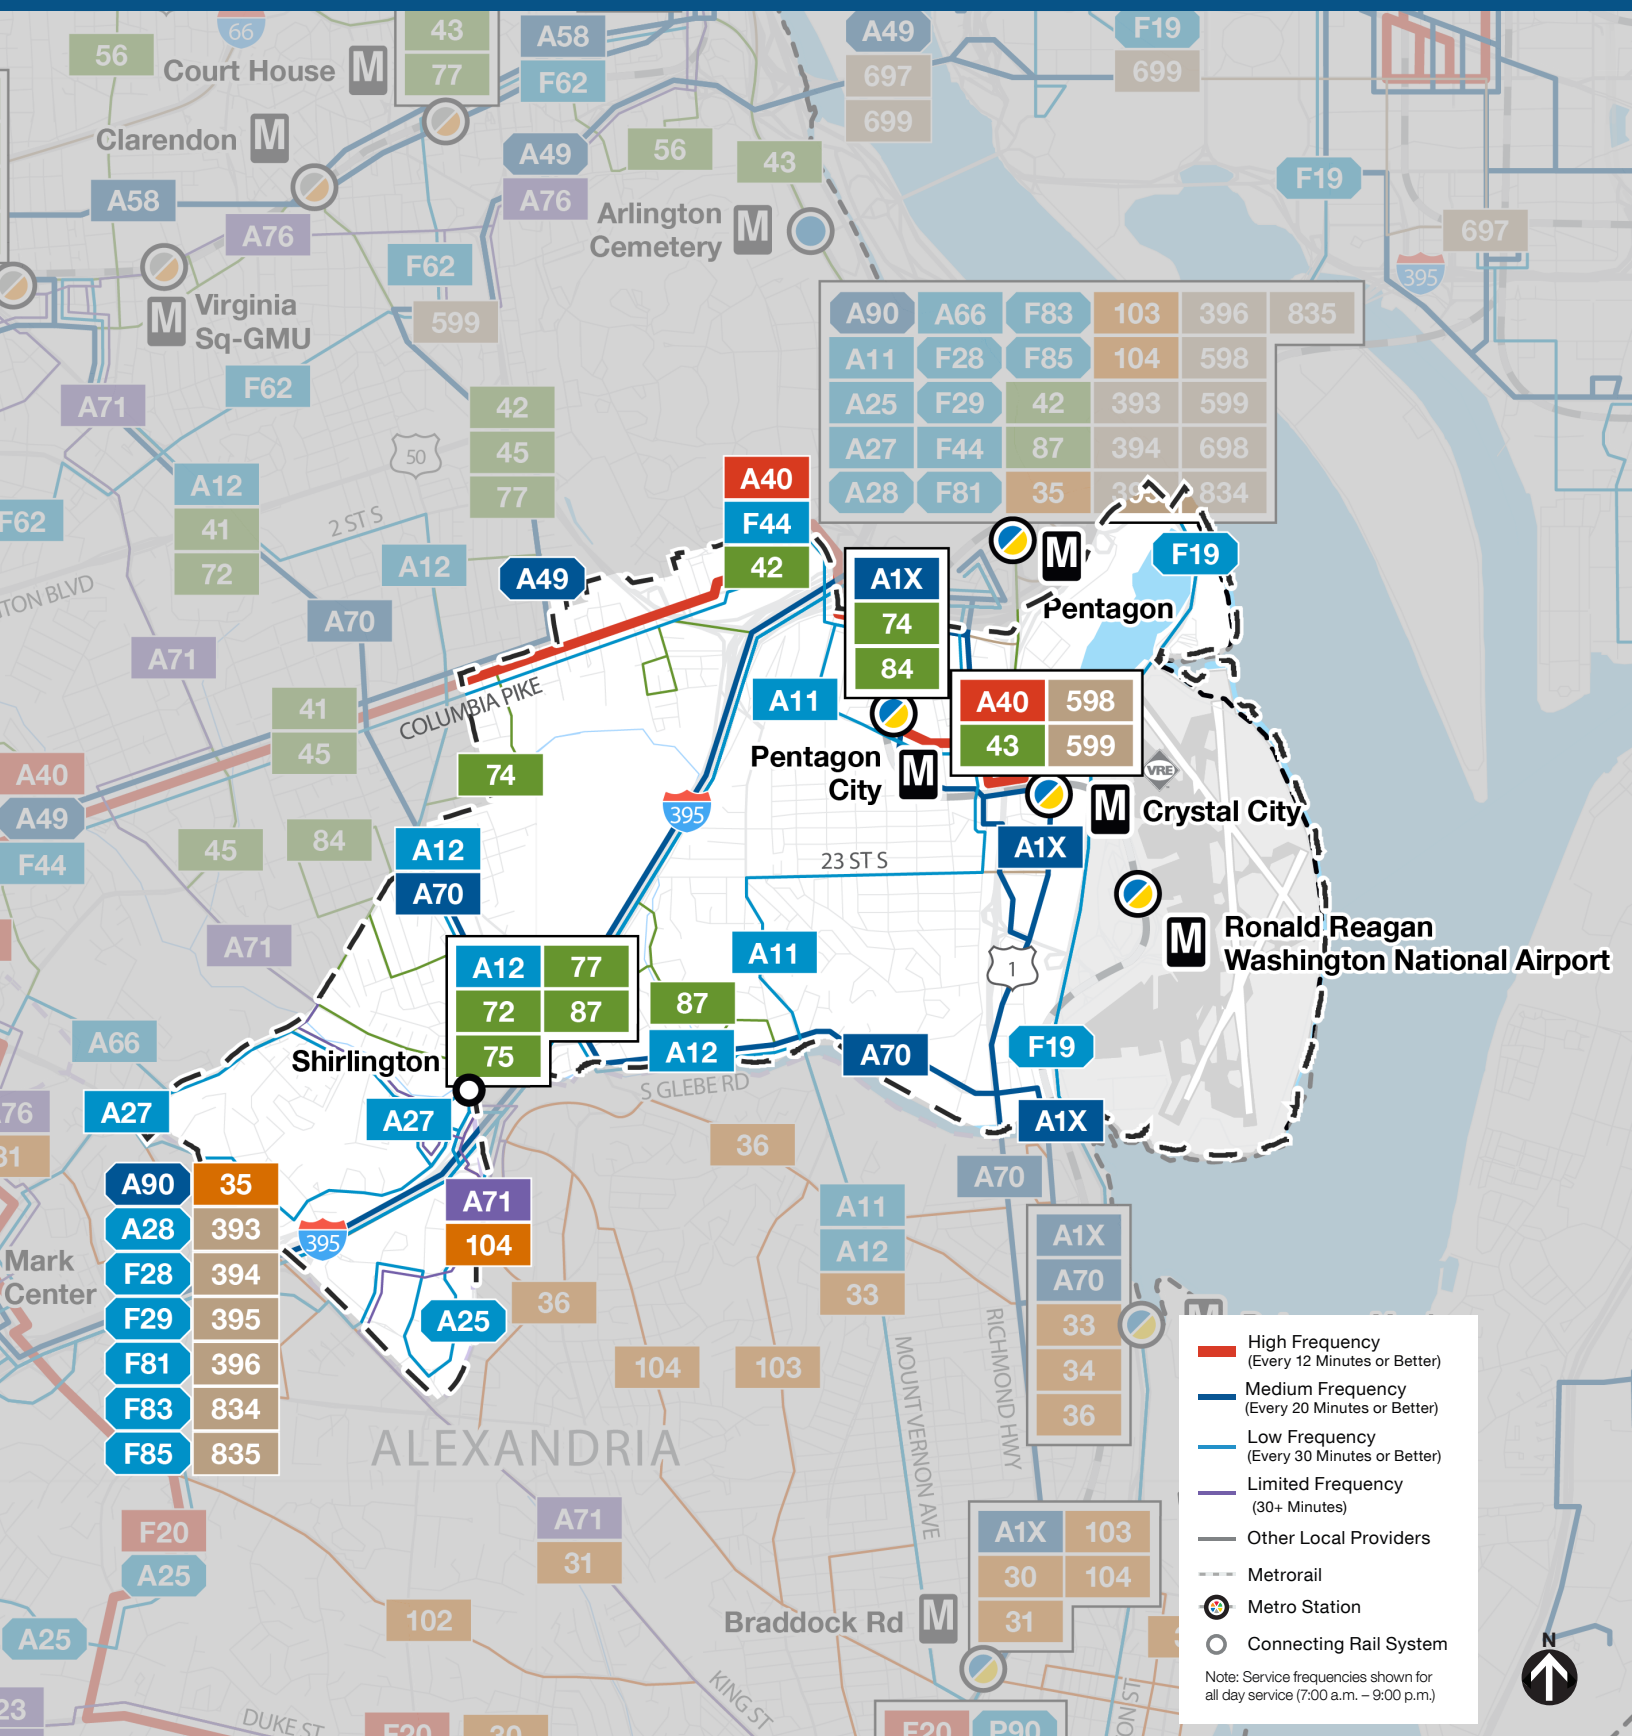 66
56
Court House
M
43
77
A58
F62
A49
697
699
F19
699
Clarendon
M
A49
A76
56
43
F19
A58
A76
Arlington
Cemetery
M
697
395
F62
Virginia
Sq-GMU
M
599
A90 A66 F83 103 396 835
A11 F28 F85 104 598
A25 F29 42 393 599
A27 F44 87 394 698
A28 F81 35 395 834
F62
A71
42
45
77
50
A12
41
72
F62
2 ST S
A12
A40
F44
42
A49
A1X
74
84
M
Pentagon
F19
TON BLVD
A70
A71
COLUMBIA PIKE
A11
A40 598
43 599
41
45
74
Pentagon
City
M
VRE
A40
A49
F44
395
M
Crystal City
45
84
A12
A70
23 ST S
A1X
A71
A11
M
Ronald Reagan
Washington National Airport
1
A12 77
72 87
75
87
A12
A66
Shirlington
A70
F19
S GLEBE RD
A27
A27
A1X
76
31
36
A70
A90 35
A28 393
F28 394
F29 395
F81 396
F83 834
F85 835
A71
104
395
A11
A12
33
A1X
A70
33
34
36
Mark
Center
36
A25
M
104
103
MOUNT VERNON AVE
RICHMOND HWY
ALEXANDRIA
A71
31
F20
A25
A1X 103
30 104
31
102
Braddock Rd
M
A25
23
DUKE ST
KING ST
F20
30
F20 P90
High Frequency
(Every 12 Minutes or Better)
Medium Frequency
(Every 20 Minutes or Better)
Low Frequency
(Every 30 Minutes or Better)
Limited Frequency
(30+ Minutes)
Other Local Providers
Metrorail
Metro Station
Connecting Rail System
Note: Service frequencies shown for
all day service (7:00 a.m. – 9:00 p.m.)
N